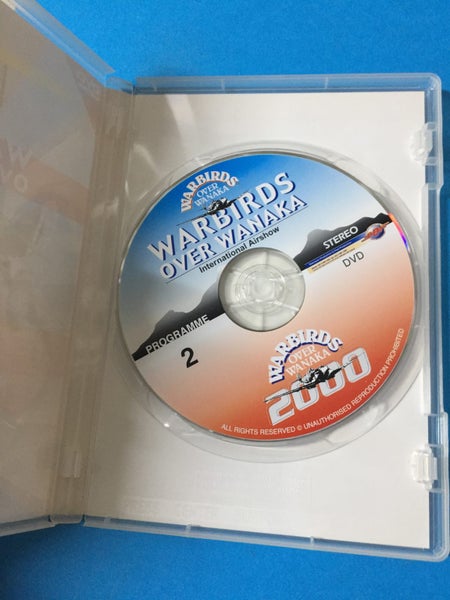 WARBIRDS
OVER
WANAKA
WARBIRDS
OVER WANAKA
International Airshow
STEREO
DVD
PROGRAMME
2
WARBIRDS
OVER
WANAKA
2000
ALL RIGHTS RESERVED © UNAUTHORISED REPRODUCTION PROHIBITED